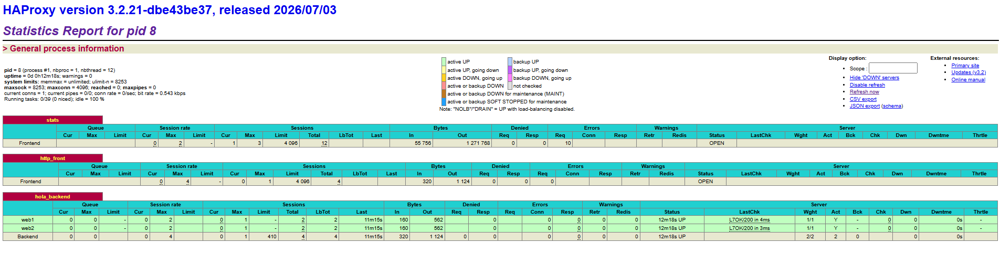 HAProxy version 3.2.21-dbe43be37, released 2026/07/03
Statistics Report for pid 8
> General process information
pid = 8 (process #1, nbproc = 1, nbthread = 12)
uptime = 0d 0h12m18s; warnings = 0
system limits: memmax = unlimited; ulimit-n = 8253
maxsock = 8253; maxconn = 4096; reached = 0; maxpipes = 0
current conns = 1; current pipes = 0/0; conn rate = 0/sec; bit rate = 0.543 kbps
Running tasks: 0/39 (0 niced); idle = 100 %
active UP backup UP
active UP, going down backup UP, going down
active DOWN, going up backup DOWN, going up
active or backup DOWN not checked
active or backup DOWN for maintenance (MAINT)
active or backup SOFT STOPPED for maintenance
Note: "NOLB"/"DRAIN" = UP with load-balancing disabled.
Display option:
• Scope :
• Hide 'DOWN' servers
• Disable refresh
• Refresh now
• CSV export
• JSON export (schema)
External resources:
• Primary site
• Updates (v3.2)
• Online manual
stats
Queue Session rate Sessions Bytes Denied Errors Warnings Server
Cur Max Limit Cur Max Limit Cur Max Limit Total LbTot Last In Out Req Resp Req Conn Resp Retr Redis Status LastChk Wght Act Bck Chk Dwn Dwntme Thrtle
Frontend 0 2 - 1 3 4 096 12 55 756 1 271 768 0 0 10 OPEN
http_front
Queue Session rate Sessions Bytes Denied Errors Warnings Server
Cur Max Limit Cur Max Limit Cur Max Limit Total LbTot Last In Out Req Resp Req Conn Resp Retr Redis Status LastChk Wght Act Bck Chk Dwn Dwntme Thrtle
Frontend 0 4 - 0 1 4 096 4 320 1 124 0 0 0 OPEN
hola_backend
Queue Session rate Sessions Bytes Denied Errors Warnings Server
Cur Max Limit Cur Max Limit Cur Max Limit Total LbTot Last In Out Req Resp Req Conn Resp Retr Redis Status LastChk Wght Act Bck Chk Dwn Dwntme Thrtle
web1 0 0 - 0 2 0 1 - 2 2 11m15s 160 562 0 0 0 0 0 12m18s UP L7OK/200 in 4ms 1/1 Y - 0 0 0s -
web2 0 0 - 0 2 0 1 - 2 2 11m15s 160 562 0 0 0 0 0 12m18s UP L7OK/200 in 3ms 1/1 Y - 0 0 0s -
Backend 0 0 0 4 0 1 410 4 4 11m15s 320 1 124 0 0 0 0 0 0 12m18s UP 2/2 2 0 0 0s